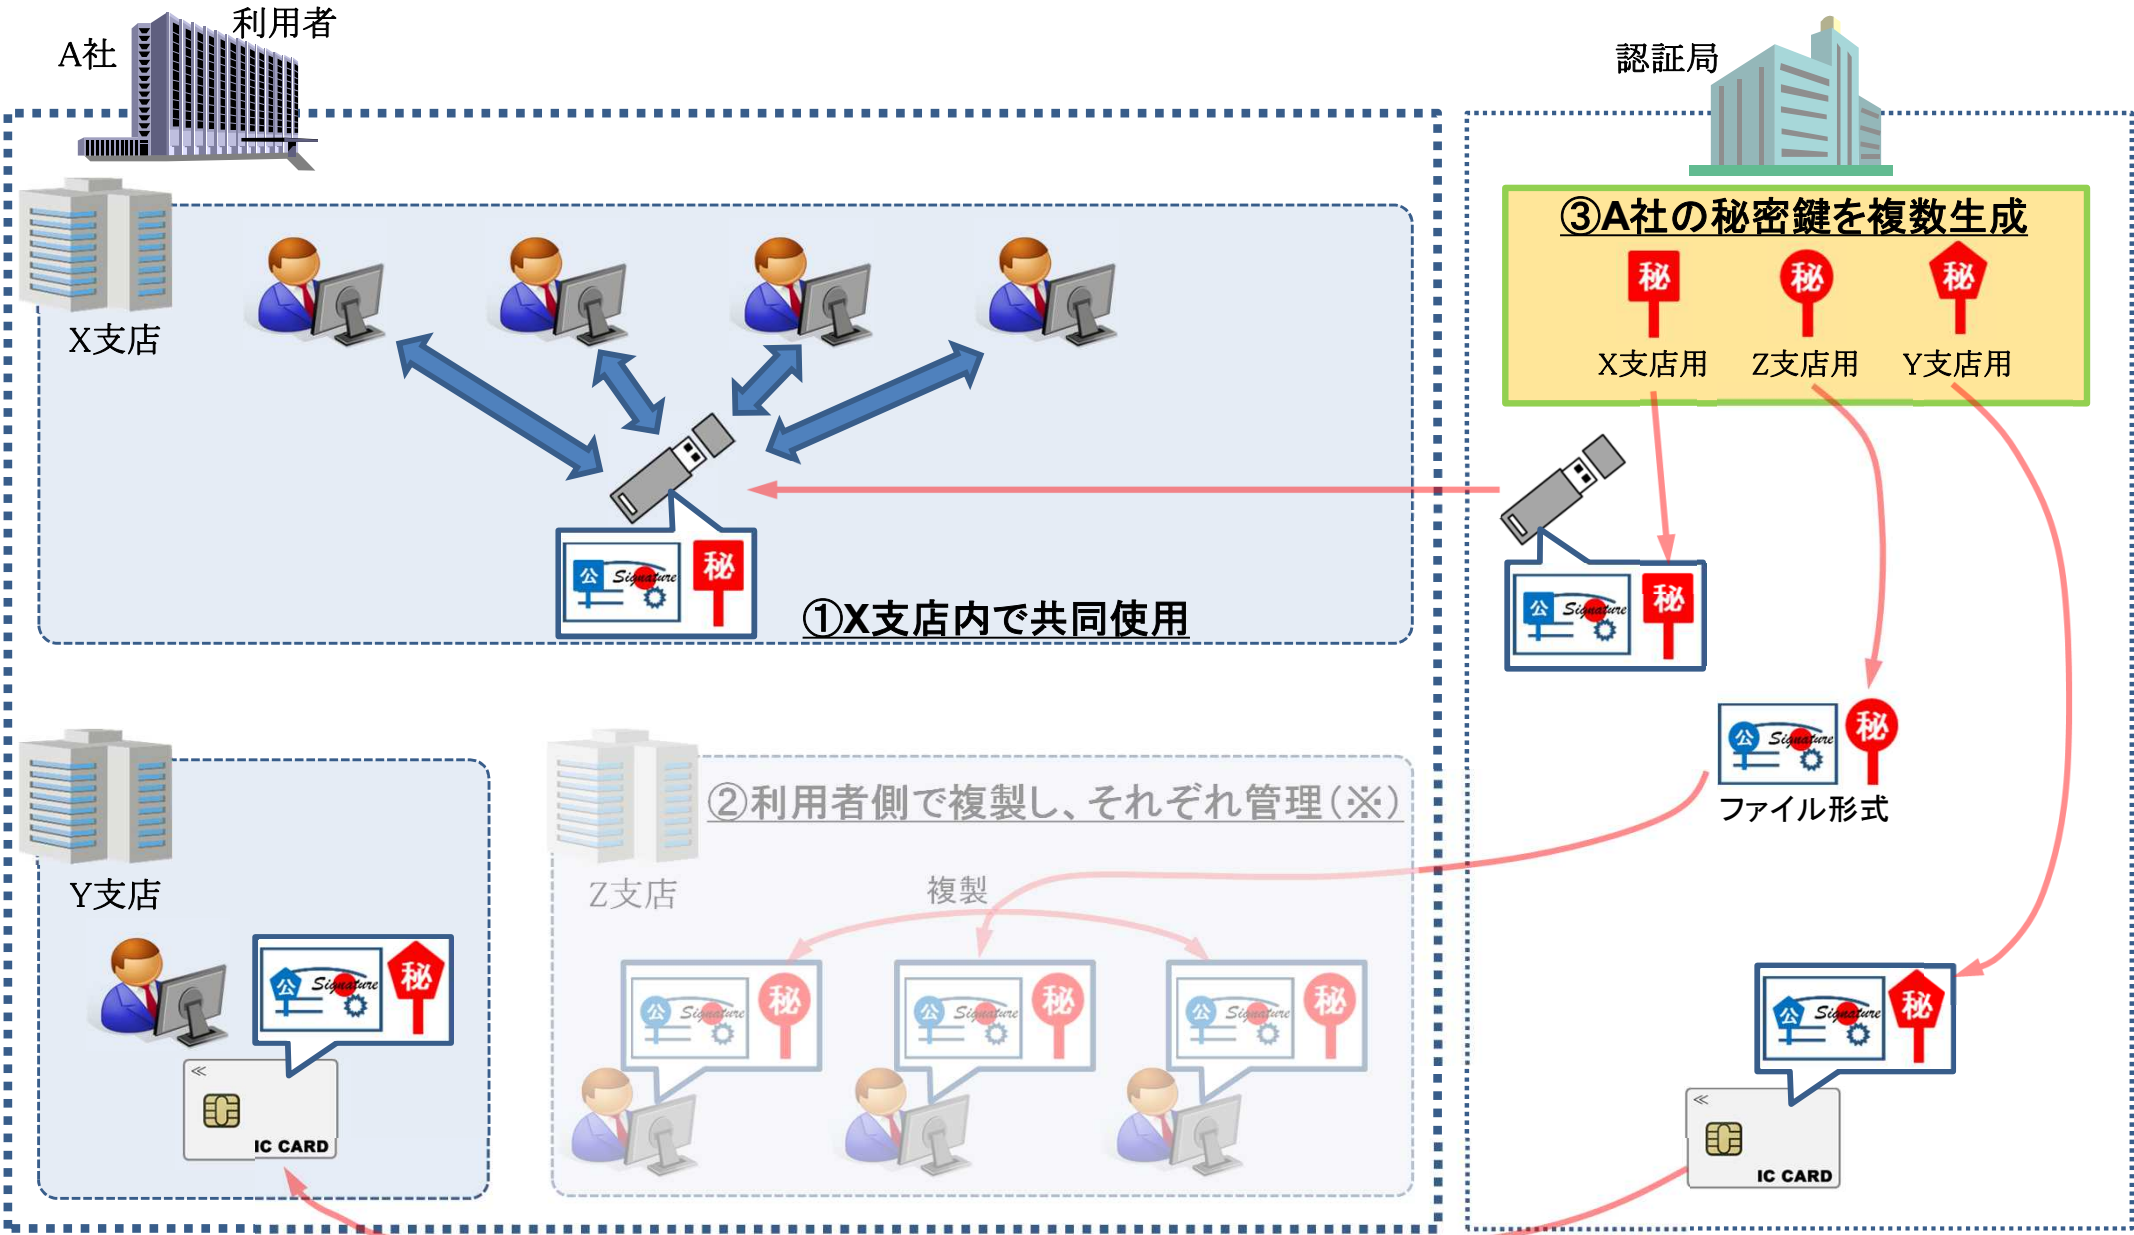 A社
利用者
認証局
③A社の秘密鍵を複数生成
秘
秘
秘
X支店用
Z支店用
Y支店用
X支店
公
Signature
秘
①X支店内で共同使用
公
Signature
秘
公
Signature
秘
ファイル形式
Y支店
公
Signature
秘
≪
IC CARD
②利用者側で複製し、それぞれ管理(※)
Z支店
複製
公
Signature
秘
公
Signature
秘
公
Signature
秘
公
Signature
秘
≪
IC CARD